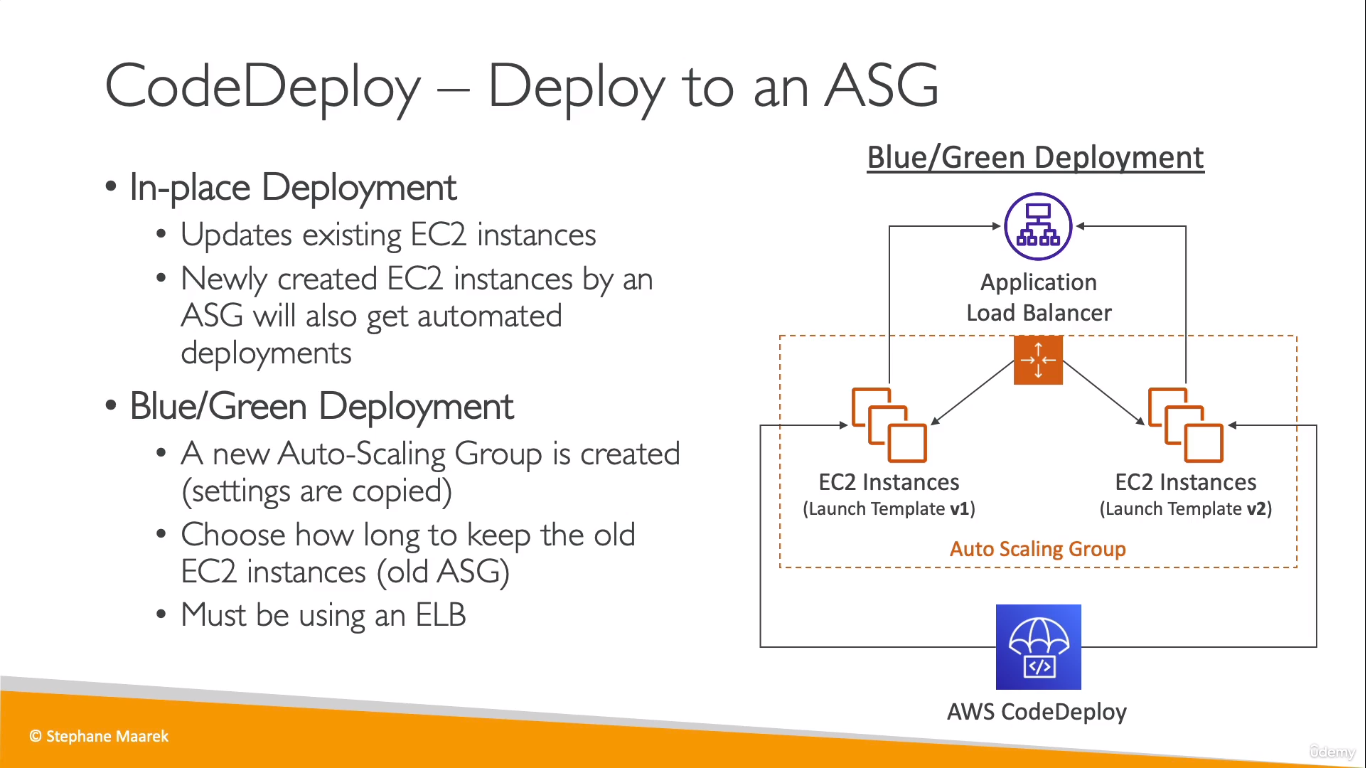 CodeDeploy – Deploy to an ASG
• In-place Deployment
• Updates existing EC2 instances
• Newly created EC2 instances by an
ASG will also get automated
deployments
• Blue/Green Deployment
• A new Auto-Scaling Group is created
(settings are copied)
• Choose how long to keep the old
EC2 instances (old ASG)
• Must be using an ELB
Blue/Green Deployment
Application
Load Balancer
EC2 Instances
(Launch Template v1)
EC2 Instances
(Launch Template v2)
Auto Scaling Group
</>
AWS CodeDeploy
© Stephane Maarek
ûdemy